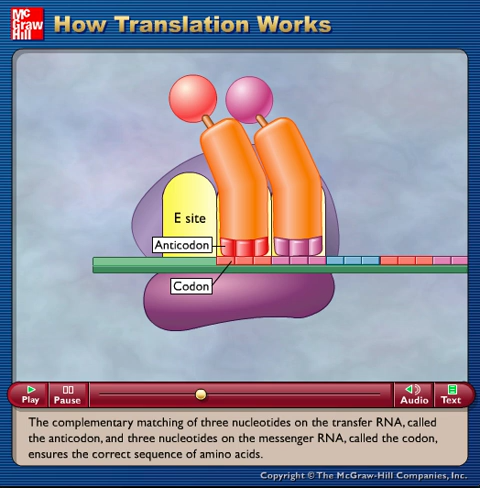 Mc
Graw
Hill
How Translation Works
E site
Anticodon
Codon
Play
Pause
Audio
Text
The complementary matching of three nucleotides on the transfer RNA, called
the anticodon, and three nucleotides on the messenger RNA, called the codon,
ensures the correct sequence of amino acids.
Copyright © The McGraw-Hill Companies, Inc.